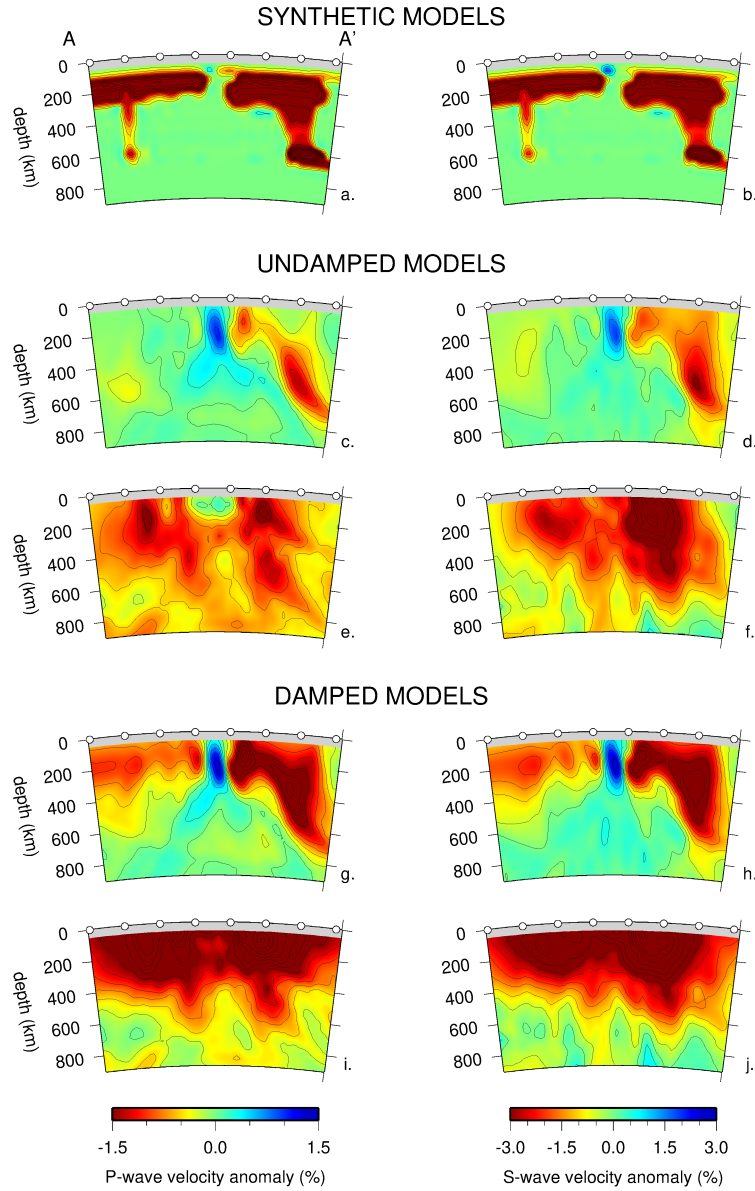 SYNTHETIC MODELS
A A'
0 0
200 200
400 400
600 600
800 800
depth (km)
a. b.
UNDAMPED MODELS
0 0
200 200
400 400
600 600
800 800
depth (km)
c. d.
0 0
200 200
400 400
600 600
800 800
depth (km)
e. f.
DAMPED MODELS
0 0
200 200
400 400
600 600
800 800
depth (km)
g. h.
0 0
200 200
400 400
600 600
800 800
depth (km)
i. j.
-1.5 0.0 1.5 -3.0 -1.5 0.0 1.5 3.0
P-wave velocity anomaly (%) S-wave velocity anomaly (%)